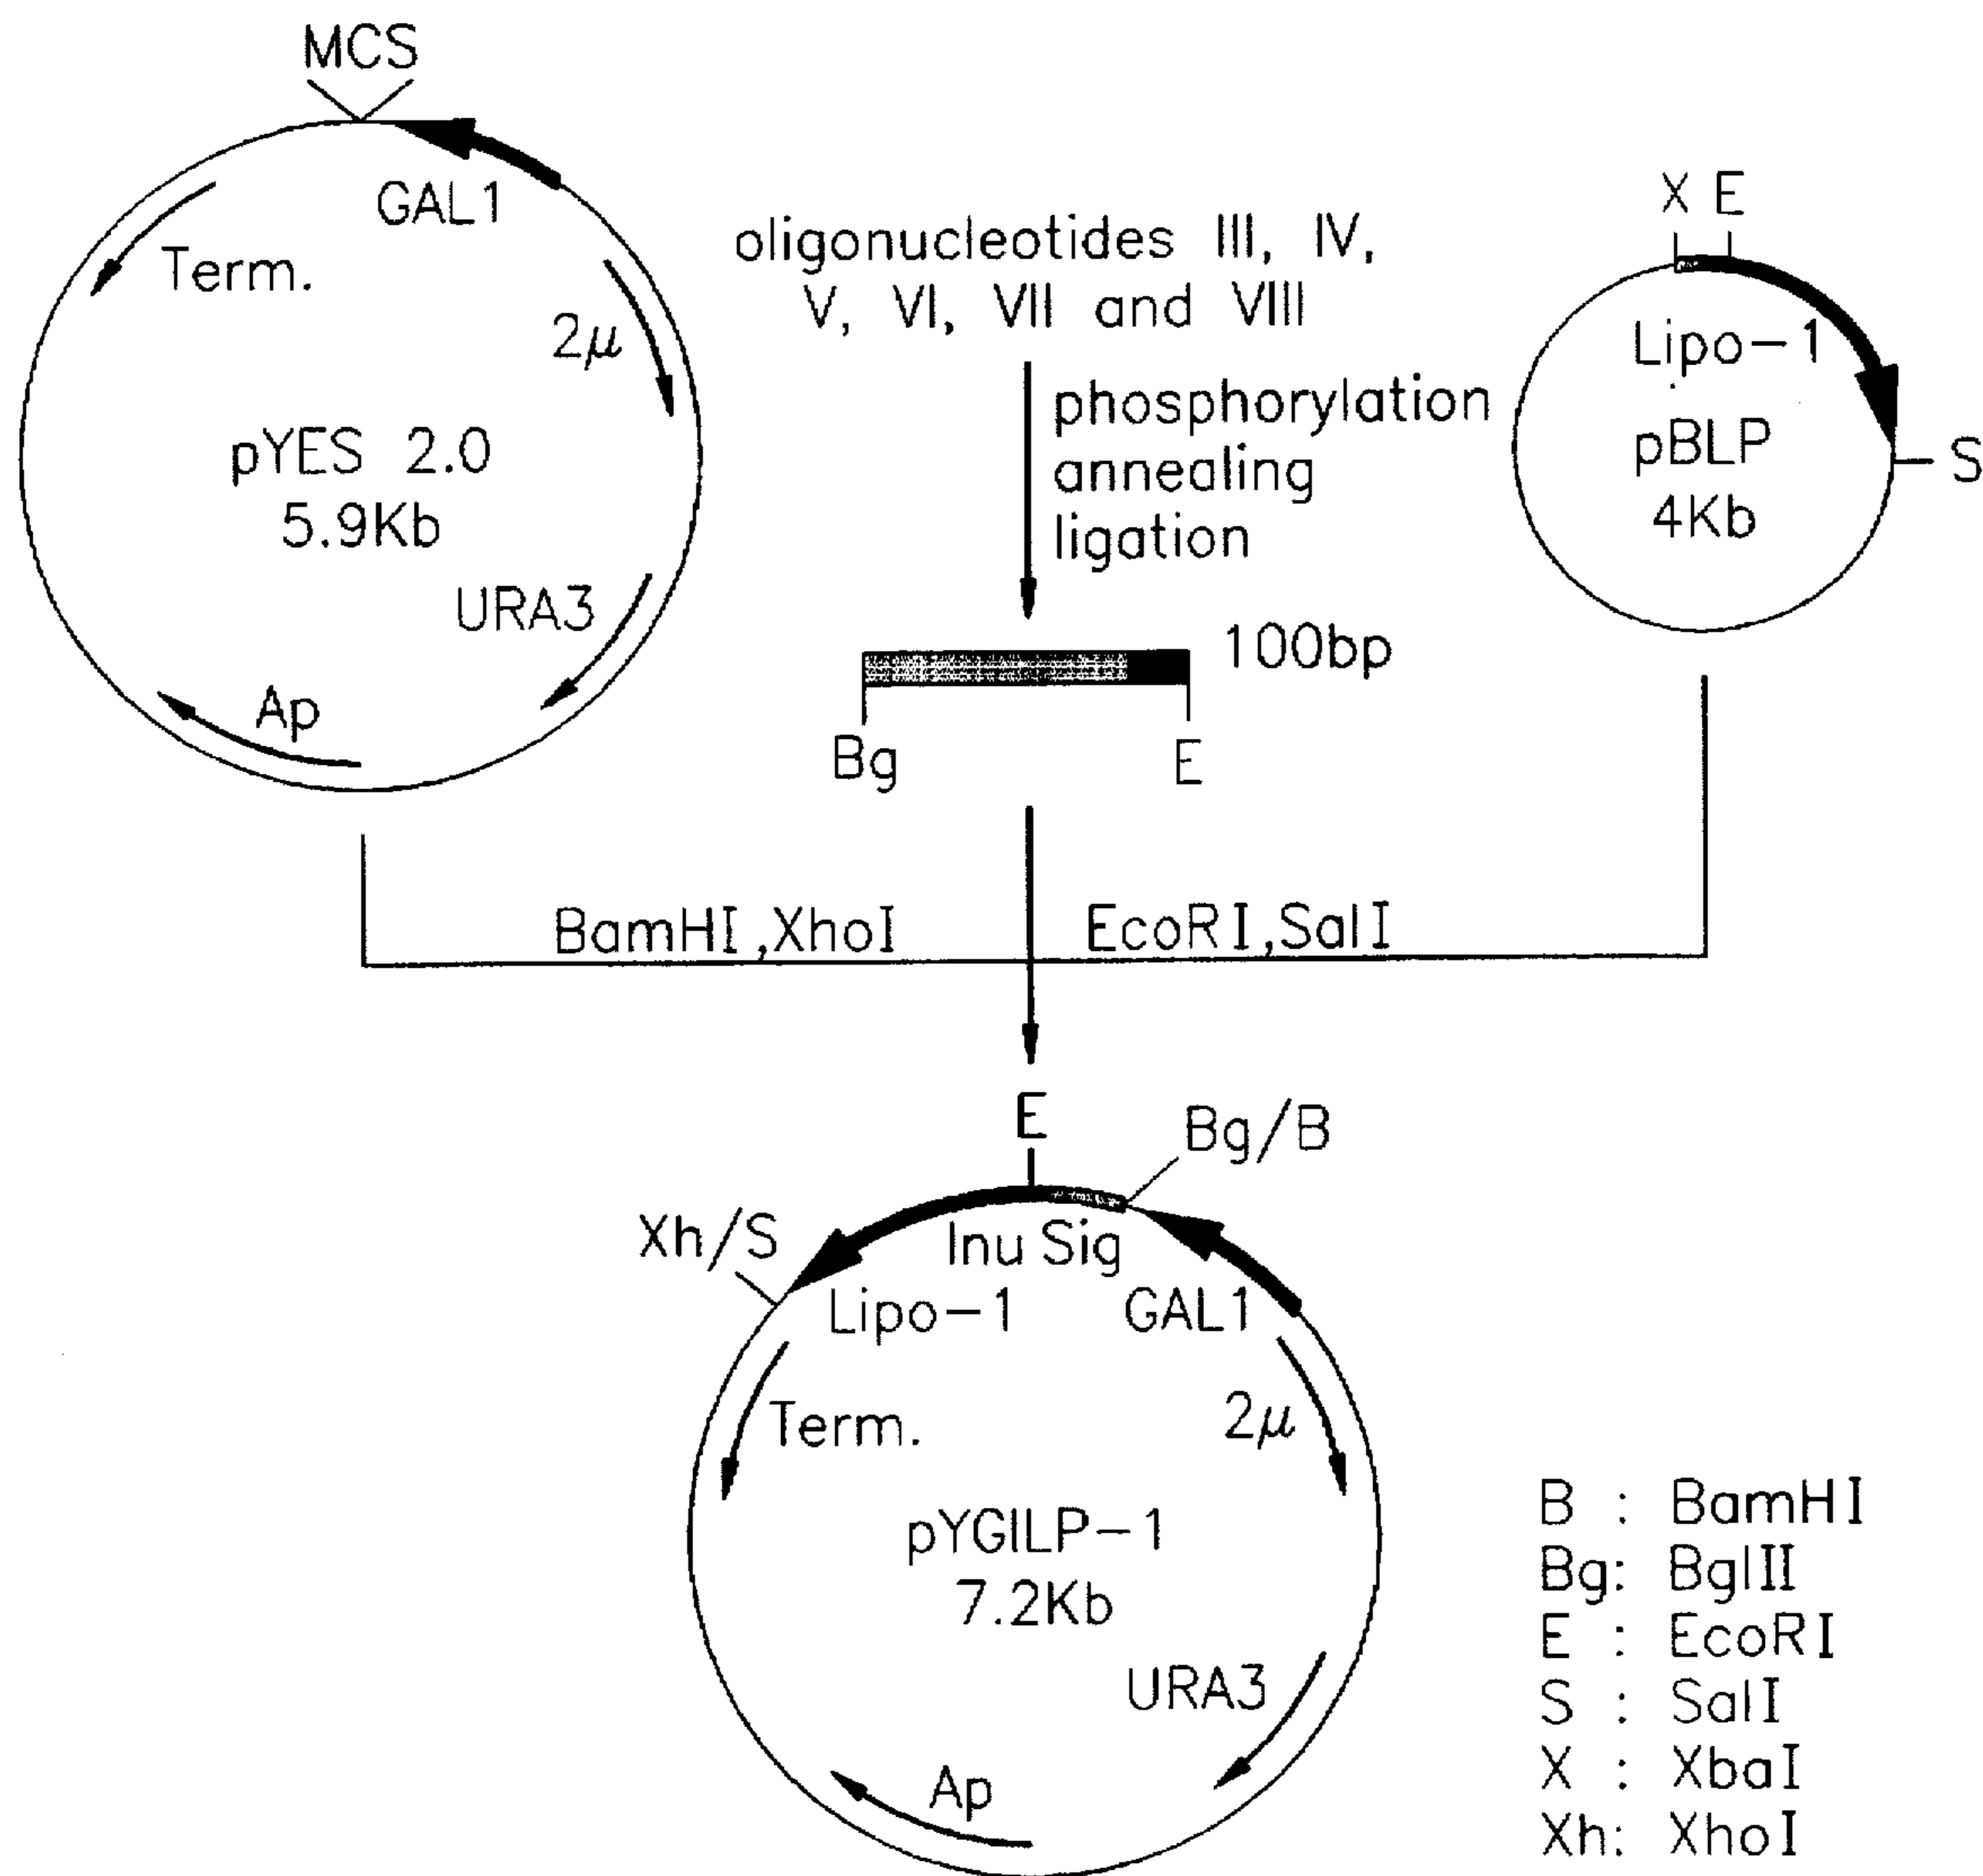 MCS
GAL1
Term.
2μ
pYES 2.0
5.9Kb
URA3
Ap
oligonucleotides III, IV,
V, VI, VII and VIII
phosphorylation
annealing
ligation
100bp
Bg
E
X E
Lipo-1
pBLP
4Kb
S
BamHI,XhoI
EcoRI,SalI
E
Bg/B
Xh/S
Inu Sig
Lipo-1
GAL1
Term.
2μ
pYGILP-1
7.2Kb
URA3
Ap
B : BamHI
Bg: BglII
E : EcoRI
S : SalI
X : XbaI
Xh: XhoI